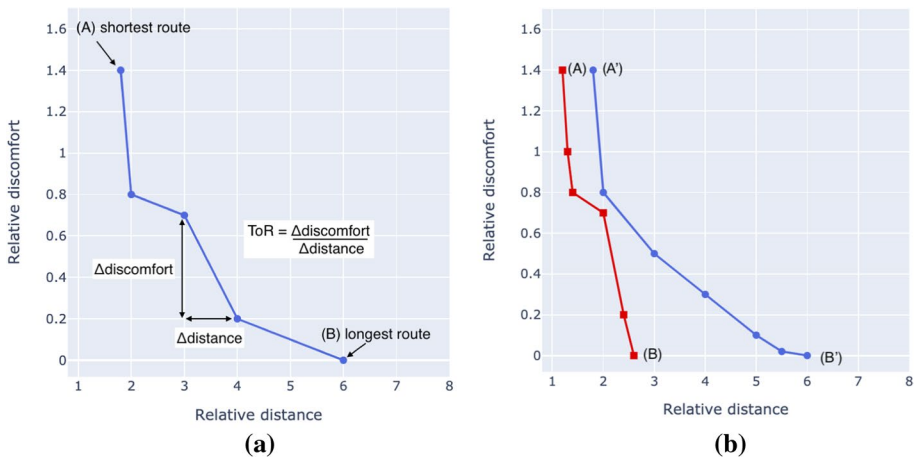 (A) shortest route
1.6
1.4
1.2
1
0.8
0.6
0.4
0.2
0
Relative discomfort
ToR = Δdiscomfort
Δdistance
Δdiscomfort
Δdistance
(B) longest route
1 2 3 4 5 6 7 8
Relative distance
(a)
1.6
1.4
1.2
1
0.8
0.6
0.4
0.2
0
Relative discomfort
(A) (A')
(B)
(B')
1 2 3 4 5 6 7 8
Relative distance
(b)